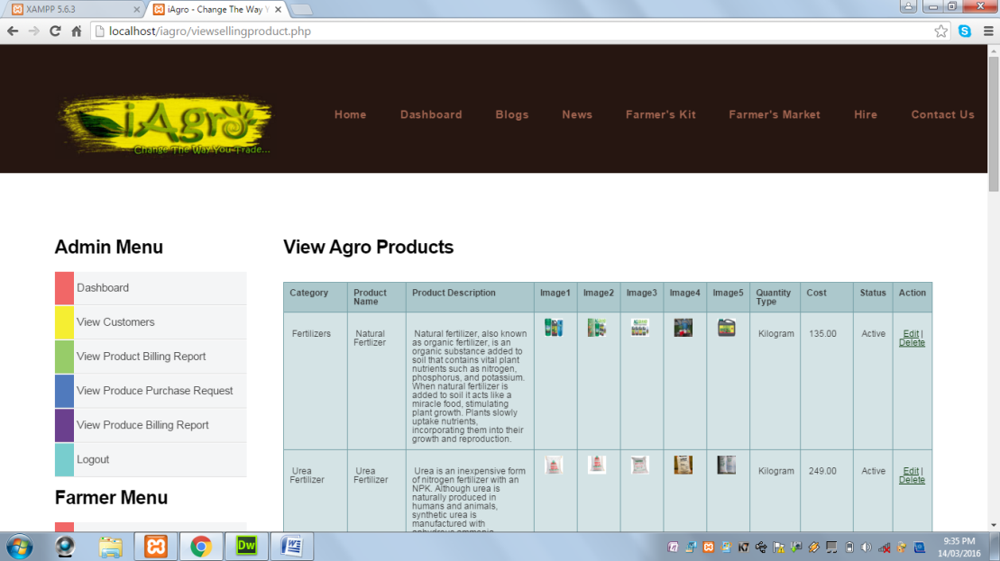 XAMPP 5.6.3
iAgro - Change The Way Y
localhost/iagro/viewsellingproduct.php
iAgro
Change The Way You Trade...
Home Dashboard Blogs News Farmer's Kit Farmer's Market Hire Contact Us
Admin Menu
Dashboard
View Customers
View Product Billing Report
View Produce Purchase Request
View Produce Billing Report
Logout
Farmer Menu
View Agro Products
Category Product Name Product Description Image1 Image2 Image3 Image4 Image5 Quantity Type Cost Status Action
Fertilizers
Natural
Fertlizer
Natural fertilizer, also known
as organic fertilizer, is an
organic substance added to
soil that contains vital plant
nutrients such as nitrogen,
phosphorus, and potassium.
When natural fertilizer is
added to soil it acts like a
miracle food, stimulating
plant growth. Plants slowly
uptake nutrients,
incorporating them into their
growth and reproduction.
Kilogram
135.00
Active
Edit |
Delete
Urea
Fertilizer
Urea
Fertilizer
Urea is an inexpensive form
of nitrogen fertilizer with an
NPK. Although urea is
naturally produced in
humans and animals,
synthetic urea is
manufactured with
anhydrous ammonia
Kilogram
249.00
Active
Edit |
Delete
Dw
9:35 PM
14/03/2016